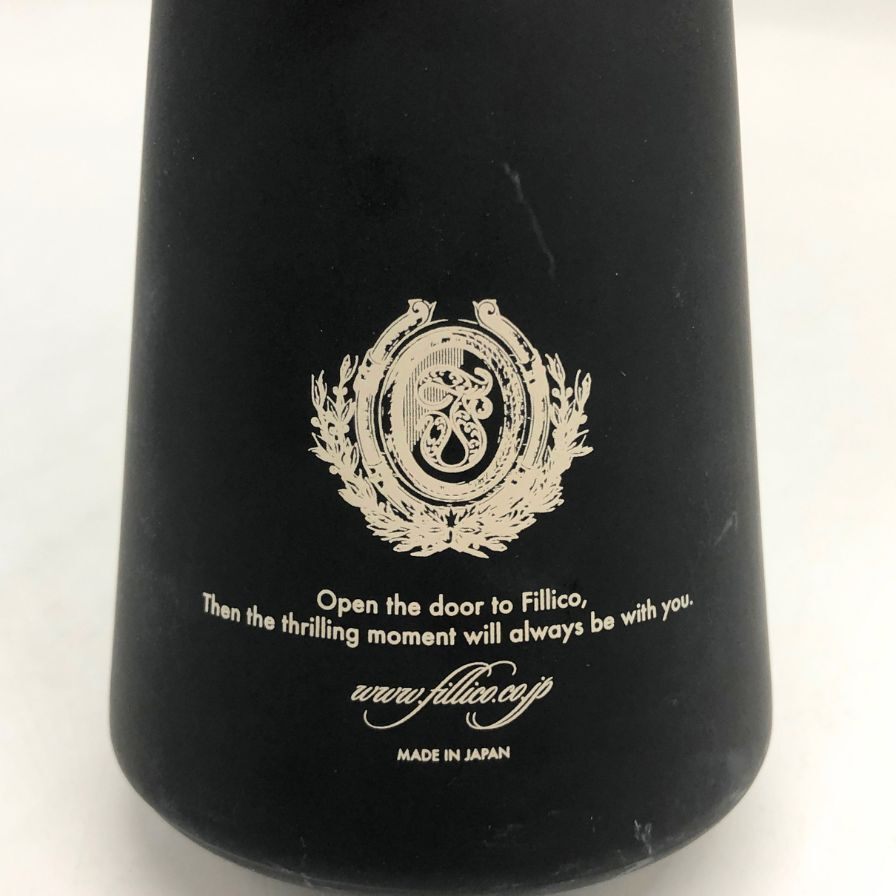 Open the door to Fillico,
Then the thrilling moment will always be with you.
www.fillico.co.jp
MADE IN JAPAN